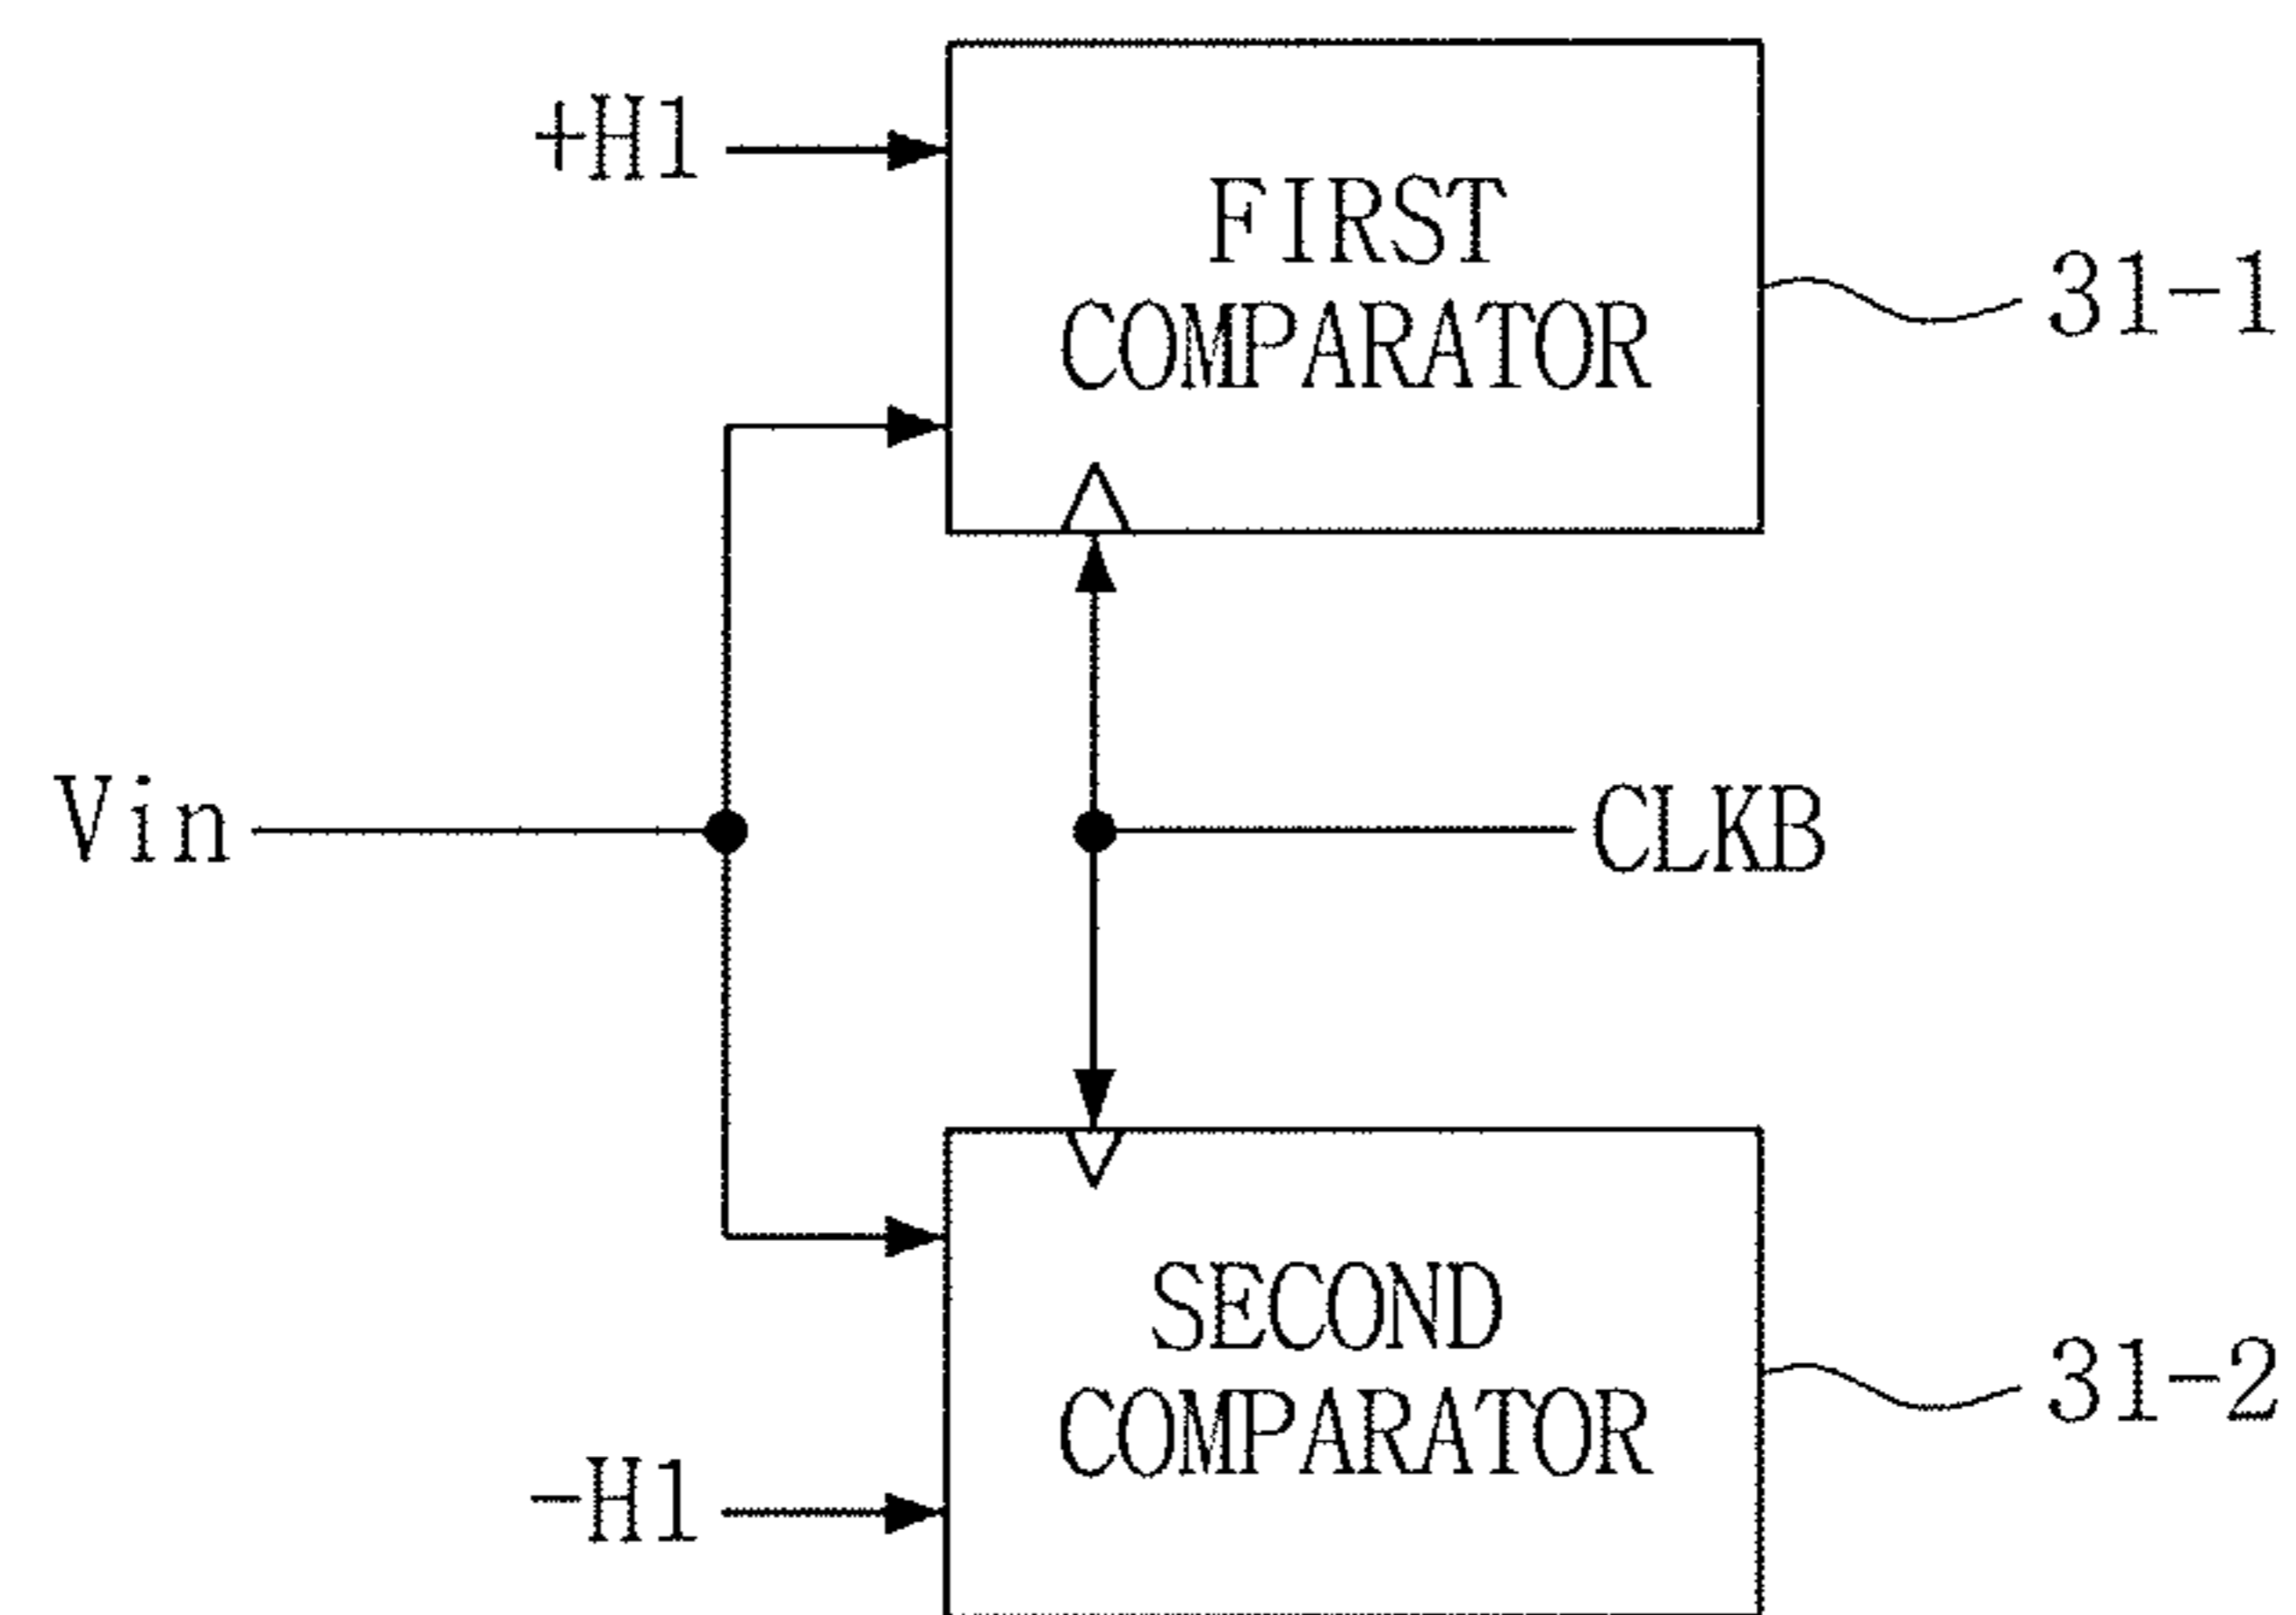 +H1
FIRST
COMPARATOR
31-1
Vin
CLKB
SECOND
COMPARATOR
31-2
-H1